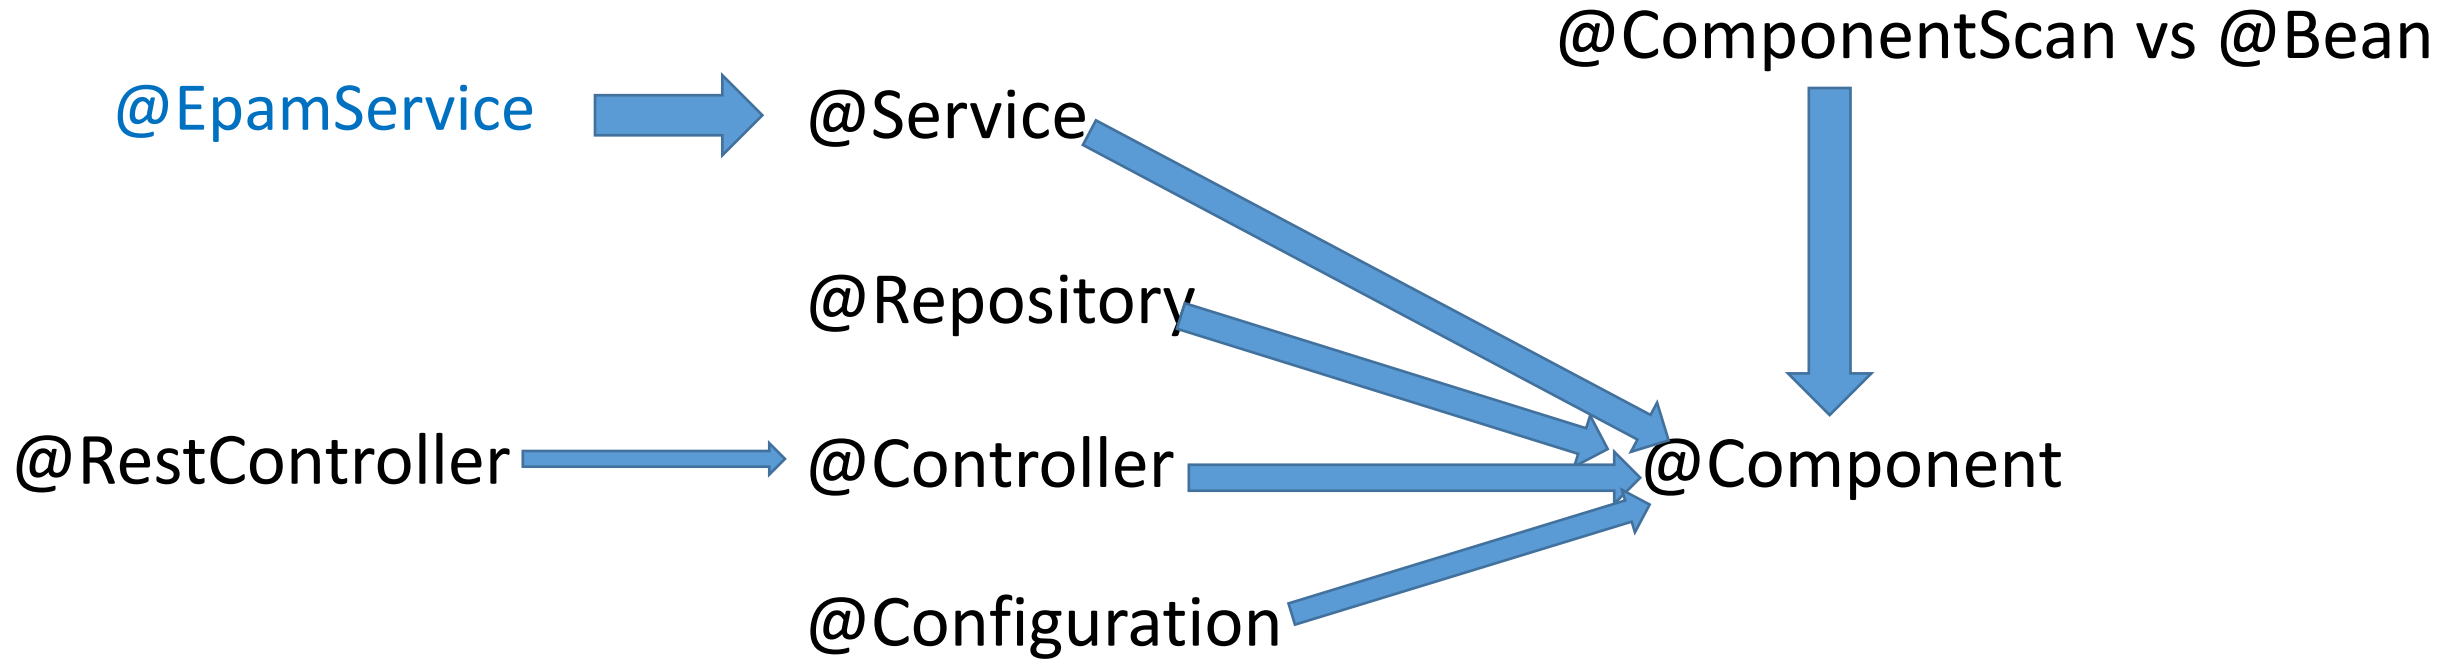 @ComponentScan vs @Bean
@EpamService
@Service
@Repository
@RestController
@Controller
@Component
@Configuration